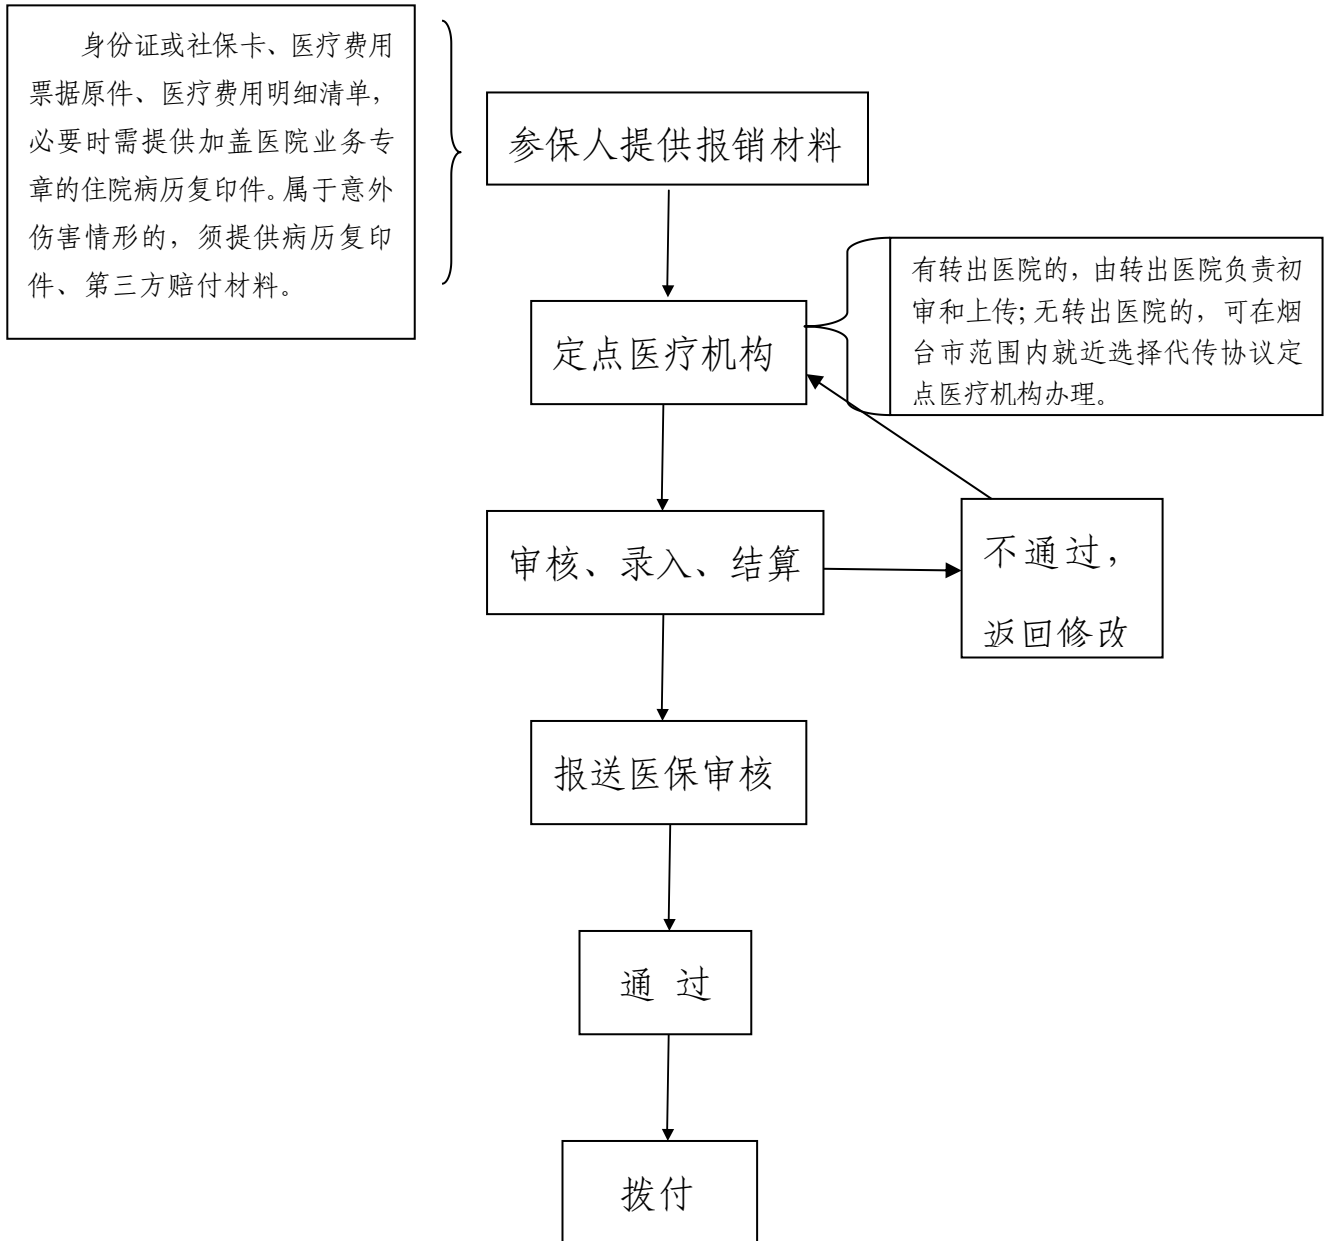 身份证或社保卡、医疗费用
票据原件、医疗费用明细清单，
必要时需提供加盖医院业务专
章的住院病历复印件。属于意外
伤害情形的，须提供病历复印
件、第三方赔付材料。
参保人提供报销材料
有转出医院的，由转出医院负责初
审和上传；无转出医院的，可在烟
台市范围内就近选择代传协议定
点医疗机构办理。
定点医疗机构
审核、录入、结算
不通过，
返回修改
报送医保审核
通 过
拨付